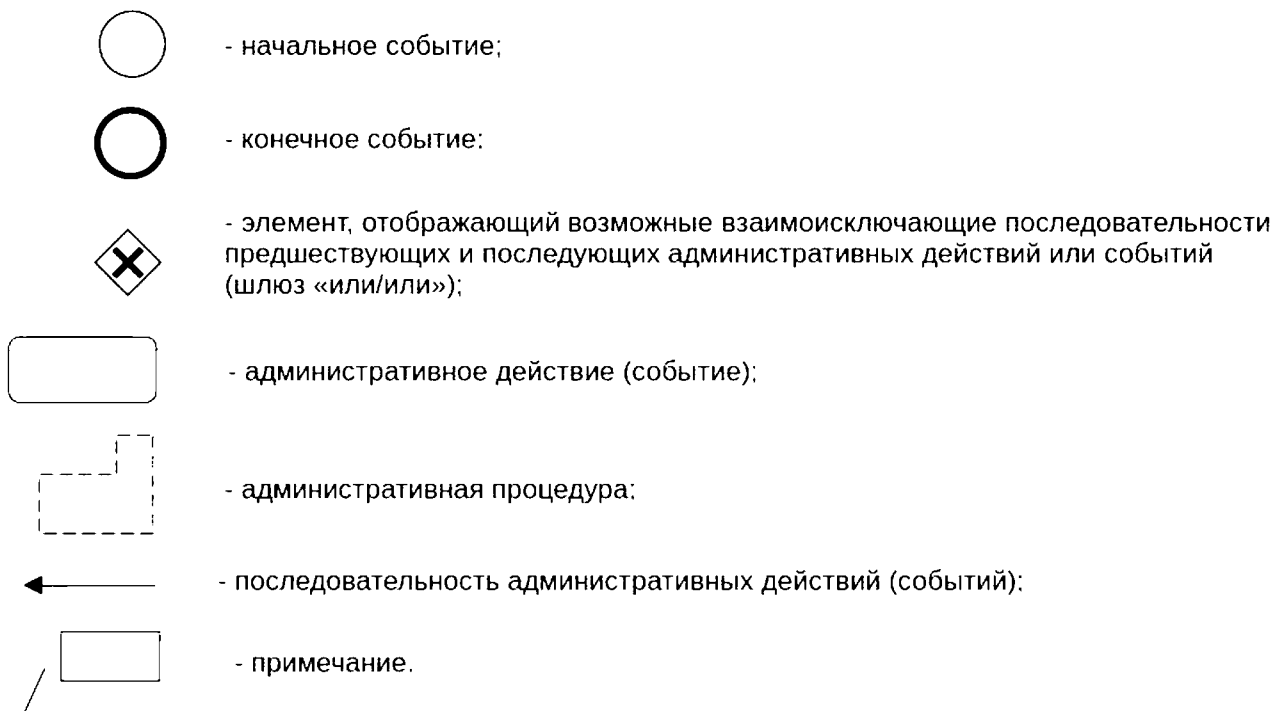 - начальное событие;
- конечное событие;
- элемент, отображающий возможные взаимоисключающие последовательности
предшествующих и последующих административных действий или событий
(шлюз «или/или»);
- административное действие (событие);
- административная процедура;
- последовательность административных действий (событий);
- примечание.